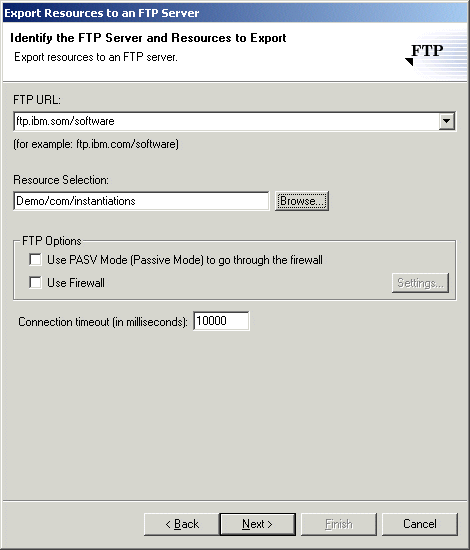 Export Resources to an FTP Server
Identify the FTP Server and Resources to Export
Export resources to an FTP server.
FTP
FTP URL:
ftp.ibm.som/software
(for example: ftp.ibm.com/software)
Resource Selection:
Demo/com/instantiations
Browse...
FTP Options
Use PASV Mode (Passive Mode) to go through the firewall
Use Firewall
Settings...
Connection timeout (in milliseconds):
10000
< Back
Next >
Finish
Cancel